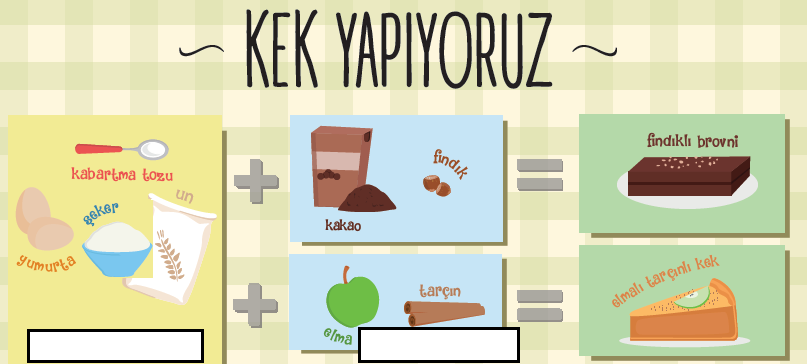 KEK YAPIYORUZ
kabartma tozu
un
şeker
yumurta
kakao
fındık
fındıklı brovni
elma
tarçın
elmalı tarçınlı kek